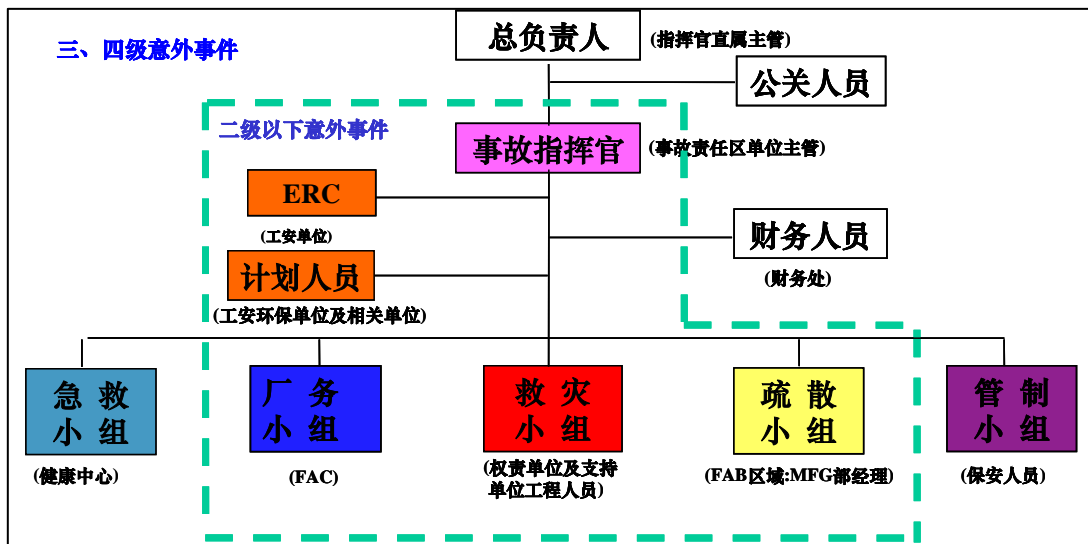 总负责人
(指挥官直属主管)
三、四级意外事件
公关人员
二级以下意外事件
事故指挥官
(事故责任区单位主管)
ERC
(工安单位)
财务人员
(财务处)
计划人员
(工安环保单位及相关单位)
急救
小组
(健康中心)
厂务
小组
(FAC)
救灾
小组
(权责单位及支持
单位工程人员)
疏散
小组
(FAB区域:MFG部经理)
管制
小组
(保安人员)